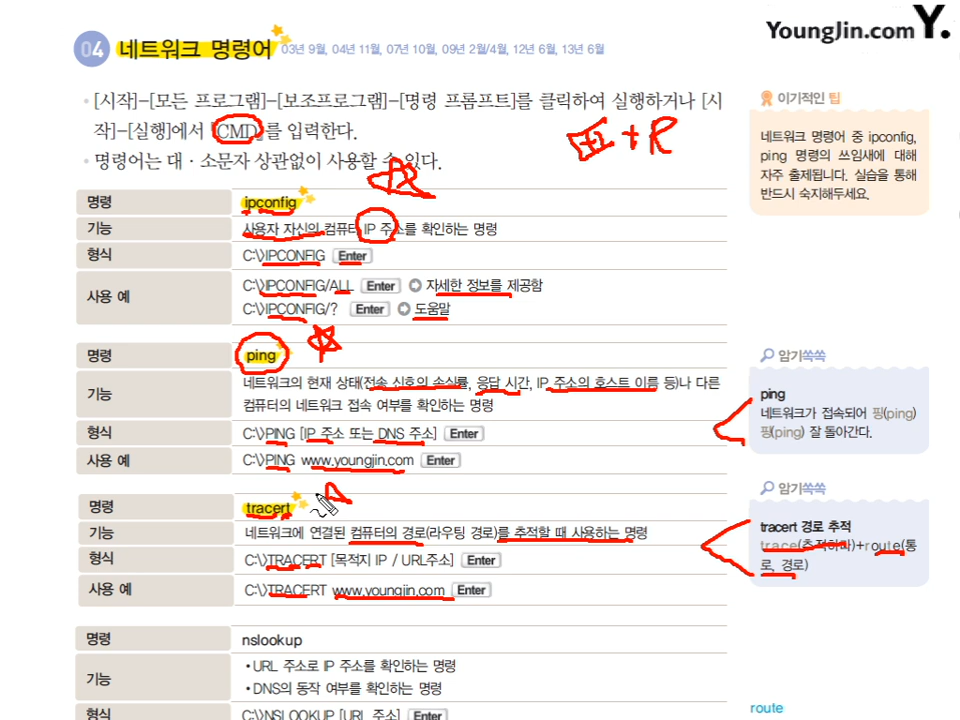 YoungJin.com Y.
04 네트워크 명령어 03년 9월, 04년 11월, 07년 10월, 09년 2월/4월, 12년 6월, 13년 6월
• [시작]-[모든 프로그램]-[보조프로그램]-[명령 프롬프트]를 클릭하여 실행하거나 [시
작]-[실행]에서 「CMD」를 입력한다.
+R
• 명령어는 대·소문자 상관없이 사용할 수 있다.
명령 ipconfig
기능 사용자 자신의 컴퓨터 IP 주소를 확인하는 명령
형식 C:\>IPCONFIG Enter
사용 예 C:\>IPCONFIG/ALL Enter ➲ 자세한 정보를 제공함
C:\>IPCONFIG/? Enter ➲ 도움말
명령 ping
기능 네트워크의 현재 상태(전송 신호의 손실률, 응답 시간, IP 주소의 호스트 이름 등)나 다른
컴퓨터의 네트워크 접속 여부를 확인하는 명령
형식 C:\>PING [IP 주소 또는 DNS 주소] Enter
사용 예 C:\>PING www.youngjin.com Enter
명령 tracert
기능 네트워크에 연결된 컴퓨터의 경로(라우팅 경로)를 추적할 때 사용하는 명령
형식 C:\>TRACERT [목적지 IP / URL주소] Enter
사용 예 C:\>TRACERT www.youngjin.com Enter
명령 nslookup
기능 • URL 주소로 IP 주소를 확인하는 명령
• DNS의 동작 여부를 확인하는 명령
형식 C:\>NSLOOKUP [URL 주소] Enter
이기적인 팁
네트워크 명령어 중 ipconfig,
ping 명령의 쓰임새에 대해
자주 출제됩니다. 실습을 통해
반드시 숙지해두세요.
암기쏙쏙
ping
네트워크가 접속되어 핑(ping)
핑(ping) 잘 돌아간다.
암기쏙쏙
tracert 경로 추적
trace(추적하다)+route(통
로, 경로)
route